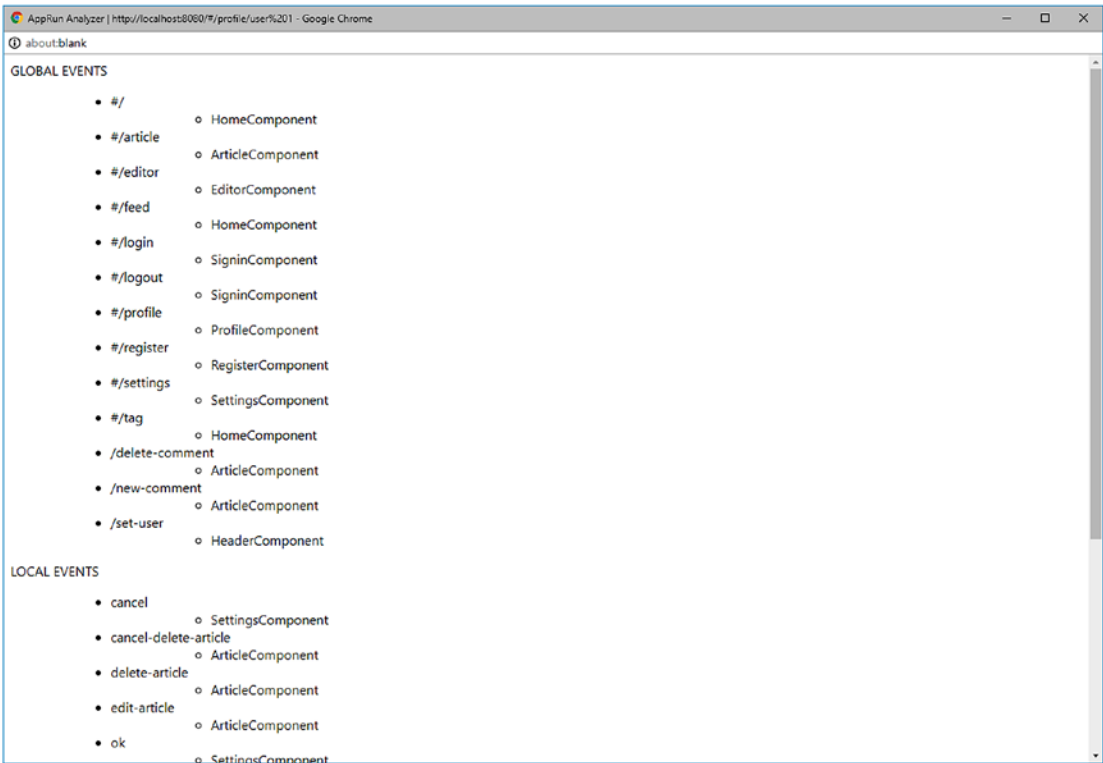 AppRun Analyzer | http://localhost:8080/#/profile/user%201 - Google Chrome
about:blank
GLOBAL EVENTS
#/
HomeComponent
#/article
ArticleComponent
#/editor
EditorComponent
#/feed
HomeComponent
#/login
SigninComponent
#/logout
SigninComponent
#/profile
ProfileComponent
#/register
RegisterComponent
#/settings
SettingsComponent
#/tag
HomeComponent
/delete-comment
ArticleComponent
/new-comment
ArticleComponent
/set-user
HeaderComponent
LOCAL EVENTS
cancel
SettingsComponent
cancel-delete-article
ArticleComponent
delete-article
ArticleComponent
edit-article
ArticleComponent
ok
SettingsComponent